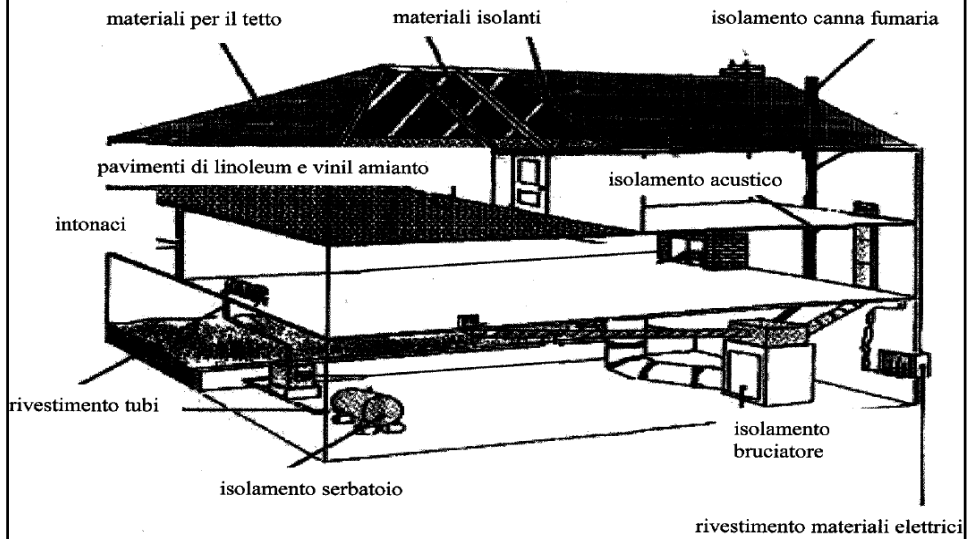 materiali per il tetto
materiali isolanti
isolamento canna fumaria
pavimenti di linoleum e vinil amianto
isolamento acustico
intonaci
rivestimento tubi
isolamento
bruciatore
isolamento serbatoio
rivestimento materiali elettrici